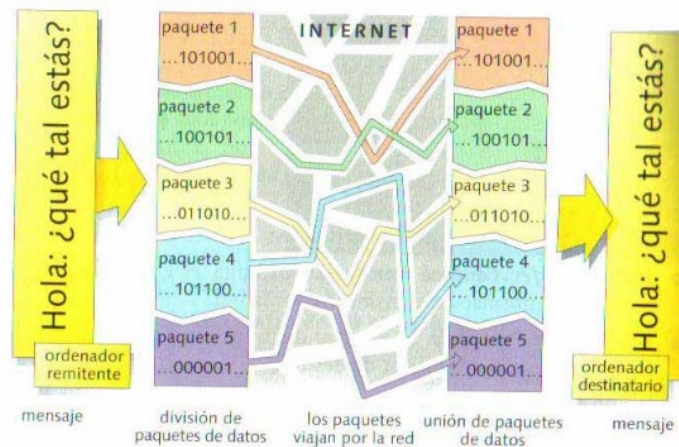 Hola: ¿qué tal estás?
ordenador
remitente
mensaje
paquete 1
...101001...
paquete 2
...100101...
paquete 3
...011010...
paquete 4
...101100...
paquete 5
...000001...
división de
paquetes de datos
INTERNET
los paquetes
viajan por la red
paquete 1
...101001...
paquete 2
...100101...
paquete 3
...011010...
paquete 4
...101100...
paquete 5
...000001...
unión de paquetes
de datos
Hola: ¿qué tal estás?
ordenador
destinatario
mensaje